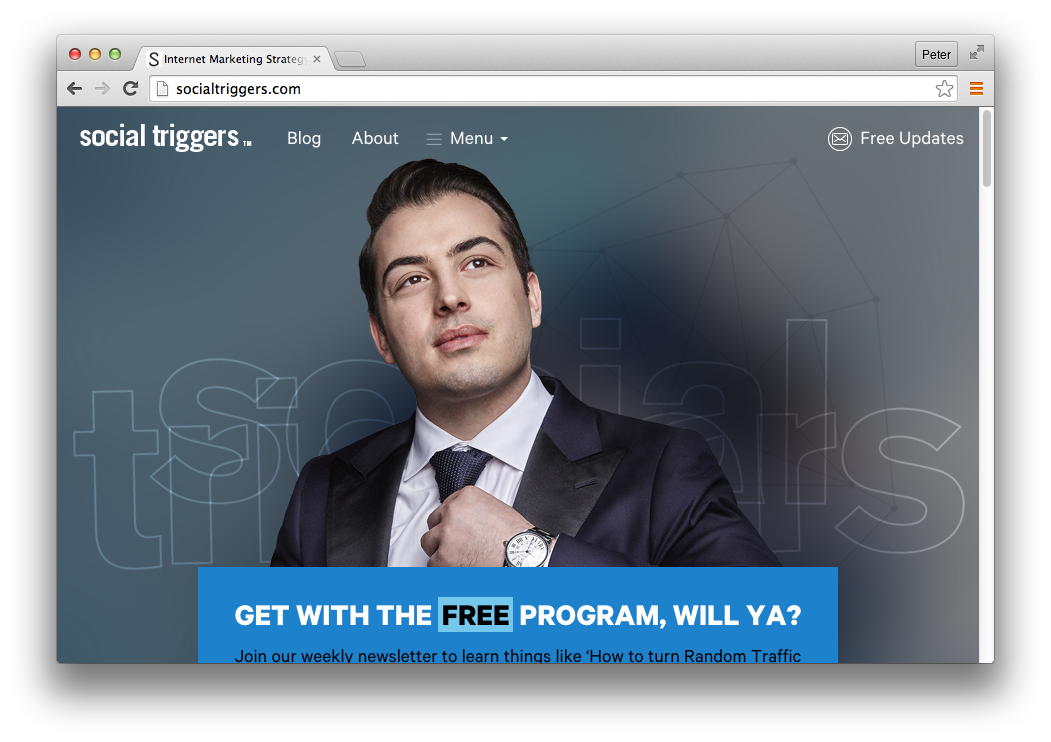 Internet Marketing Strateg
Peter
socialtriggers.com
social triggers™
Blog
About
Menu
Free Updates
social
GET WITH THE FREE PROGRAM, WILL YA?
Join our weekly newsletter to learn things like ‘How to turn Random Traffic